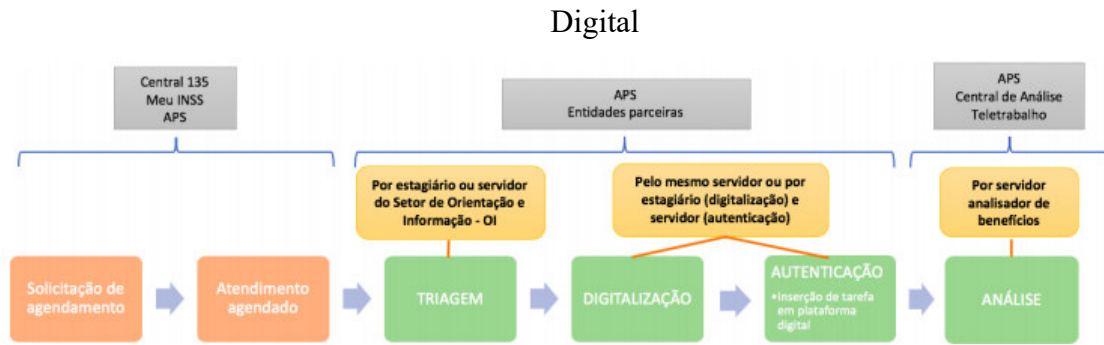 Digital
Central 135
Meu INSS
APS
APS
Entidades parceiras
APS
Central de Análise
Teletrabalho
Por estagiário ou servidor
do Setor de Orientação e
Informação - OI
Pelo mesmo servidor ou por
estagiário (digitalização) e
servidor (autenticação)
Por servidor
analisador de
benefícios
Solicitação de
agendamento
Atendimento
agendado
TRIAGEM
DIGITALIZAÇÃO
AUTENTICAÇÃO
•Inserção de tarefa
em plataforma
digital
ANÁLISE